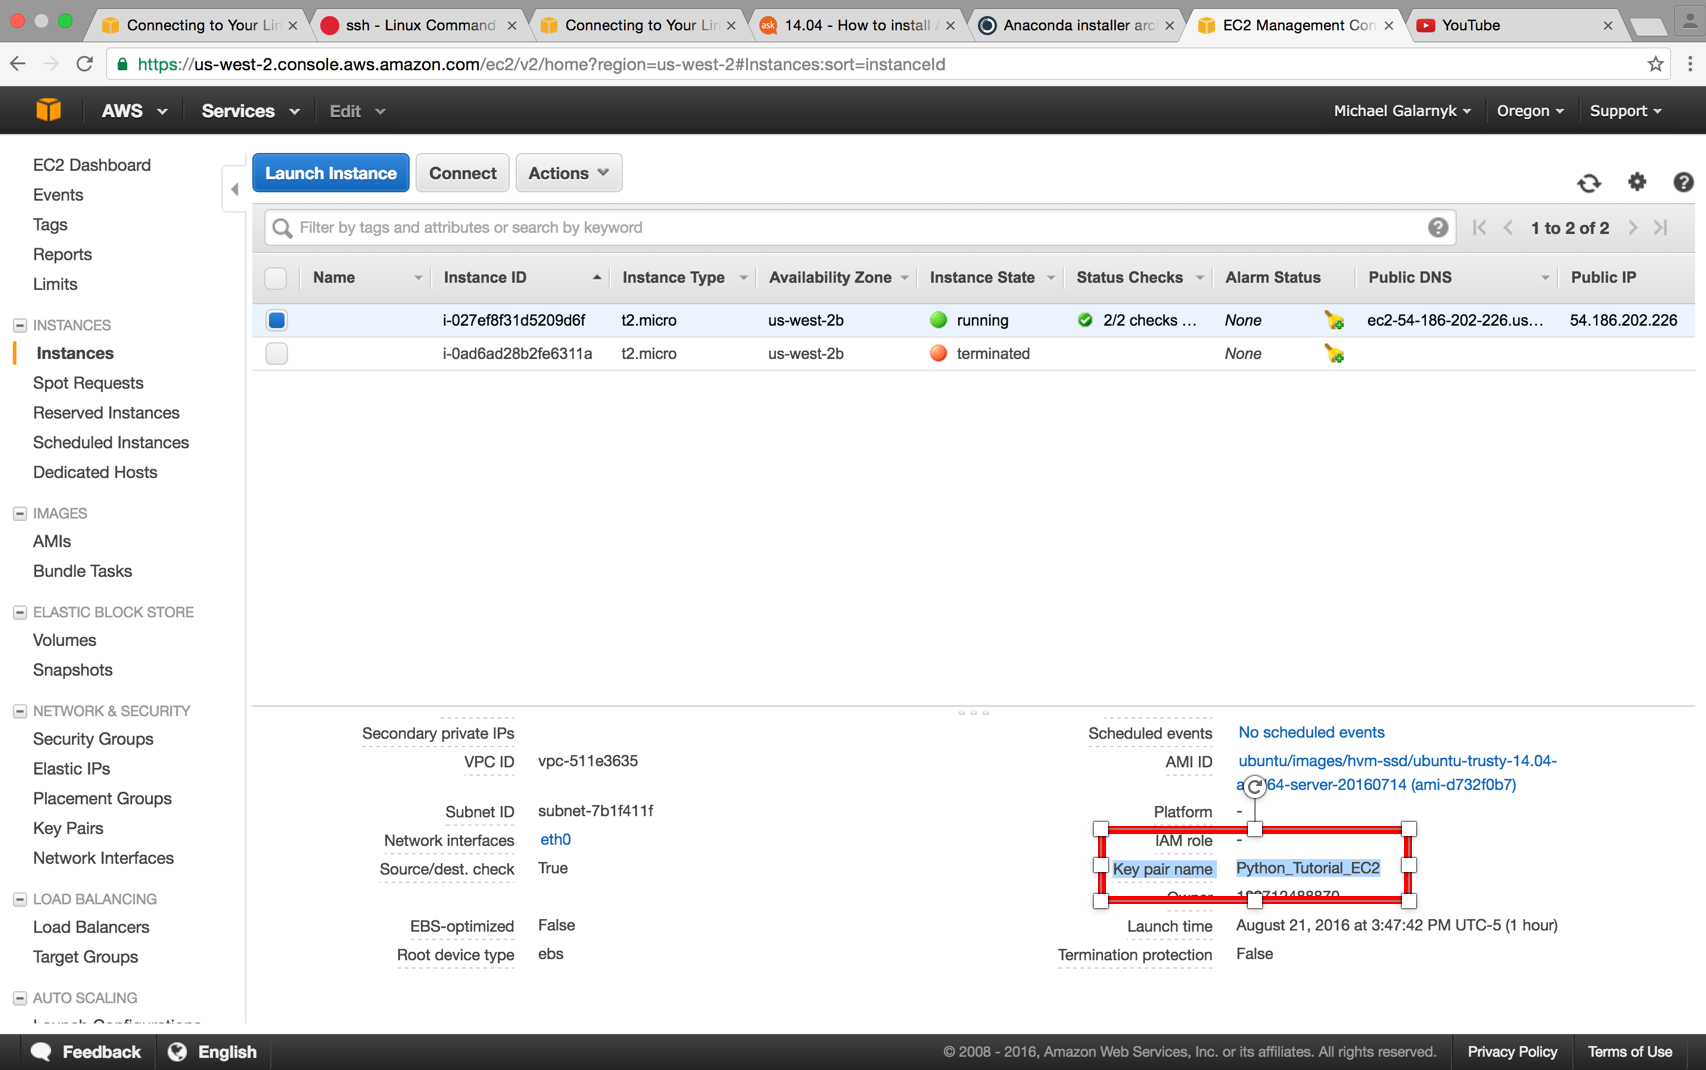 Connecting to Your Lin
ssh - Linux Command
Connecting to Your Lin
ask
14.04 - How to install
Anaconda installer arc
EC2 Management Con
YouTube
https://us-west-2.console.aws.amazon.com/ec2/v2/home?region=us-west-2#Instances:sort=instanceId
AWS Services Edit Michael Galarnyk Oregon Support
EC2 Dashboard
Events
Tags
Reports
Limits
INSTANCES
Instances
Spot Requests
Reserved Instances
Scheduled Instances
Dedicated Hosts
IMAGES
AMIs
Bundle Tasks
ELASTIC BLOCK STORE
Volumes
Snapshots
NETWORK & SECURITY
Security Groups
Elastic IPs
Placement Groups
Key Pairs
Network Interfaces
LOAD BALANCING
Load Balancers
Target Groups
AUTO SCALING
Launch Configurations
Launch Instance Connect Actions
Filter by tags and attributes or search by keyword
1 to 2 of 2
Name Instance ID Instance Type Availability Zone Instance State Status Checks Alarm Status Public DNS Public IP
i-027ef8f31d5209d6f t2.micro us-west-2b running 2/2 checks ... None ec2-54-186-202-226.us... 54.186.202.226
i-0ad6ad28b2fe6311a t2.micro us-west-2b terminated None
Secondary private IPs
VPC ID vpc-511e3635
Subnet ID subnet-7b1f411f
Network interfaces eth0
Source/dest. check True
EBS-optimized False
Root device type ebs
Scheduled events No scheduled events
AMI ID ubuntu/images/hvm-ssd/ubuntu-trusty-14.04-
64-server-20160714 (ami-d732f0b7)
Platform -
IAM role -
Key pair name Python_Tutorial_EC2
Owner
Launch time August 21, 2016 at 3:47:42 PM UTC-5 (1 hour)
Termination protection False
Feedback English
© 2008 - 2016, Amazon Web Services, Inc. or its affiliates. All rights reserved. Privacy Policy Terms of Use